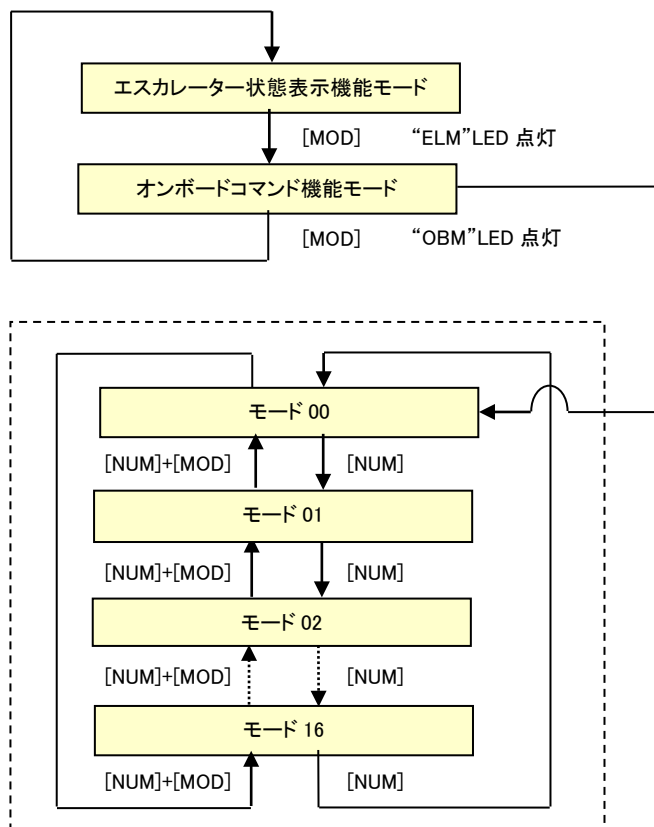 エスカレーター状態表示機能モード
[MOD] “ELM”LED 点灯
オンボードコマンド機能モード
[MOD] “OBM”LED 点灯
モード 00
[NUM]+[MOD] [NUM]
モード 01
[NUM]+[MOD] [NUM]
モード 02
[NUM]+[MOD] [NUM]
モード 16
[NUM]+[MOD] [NUM]